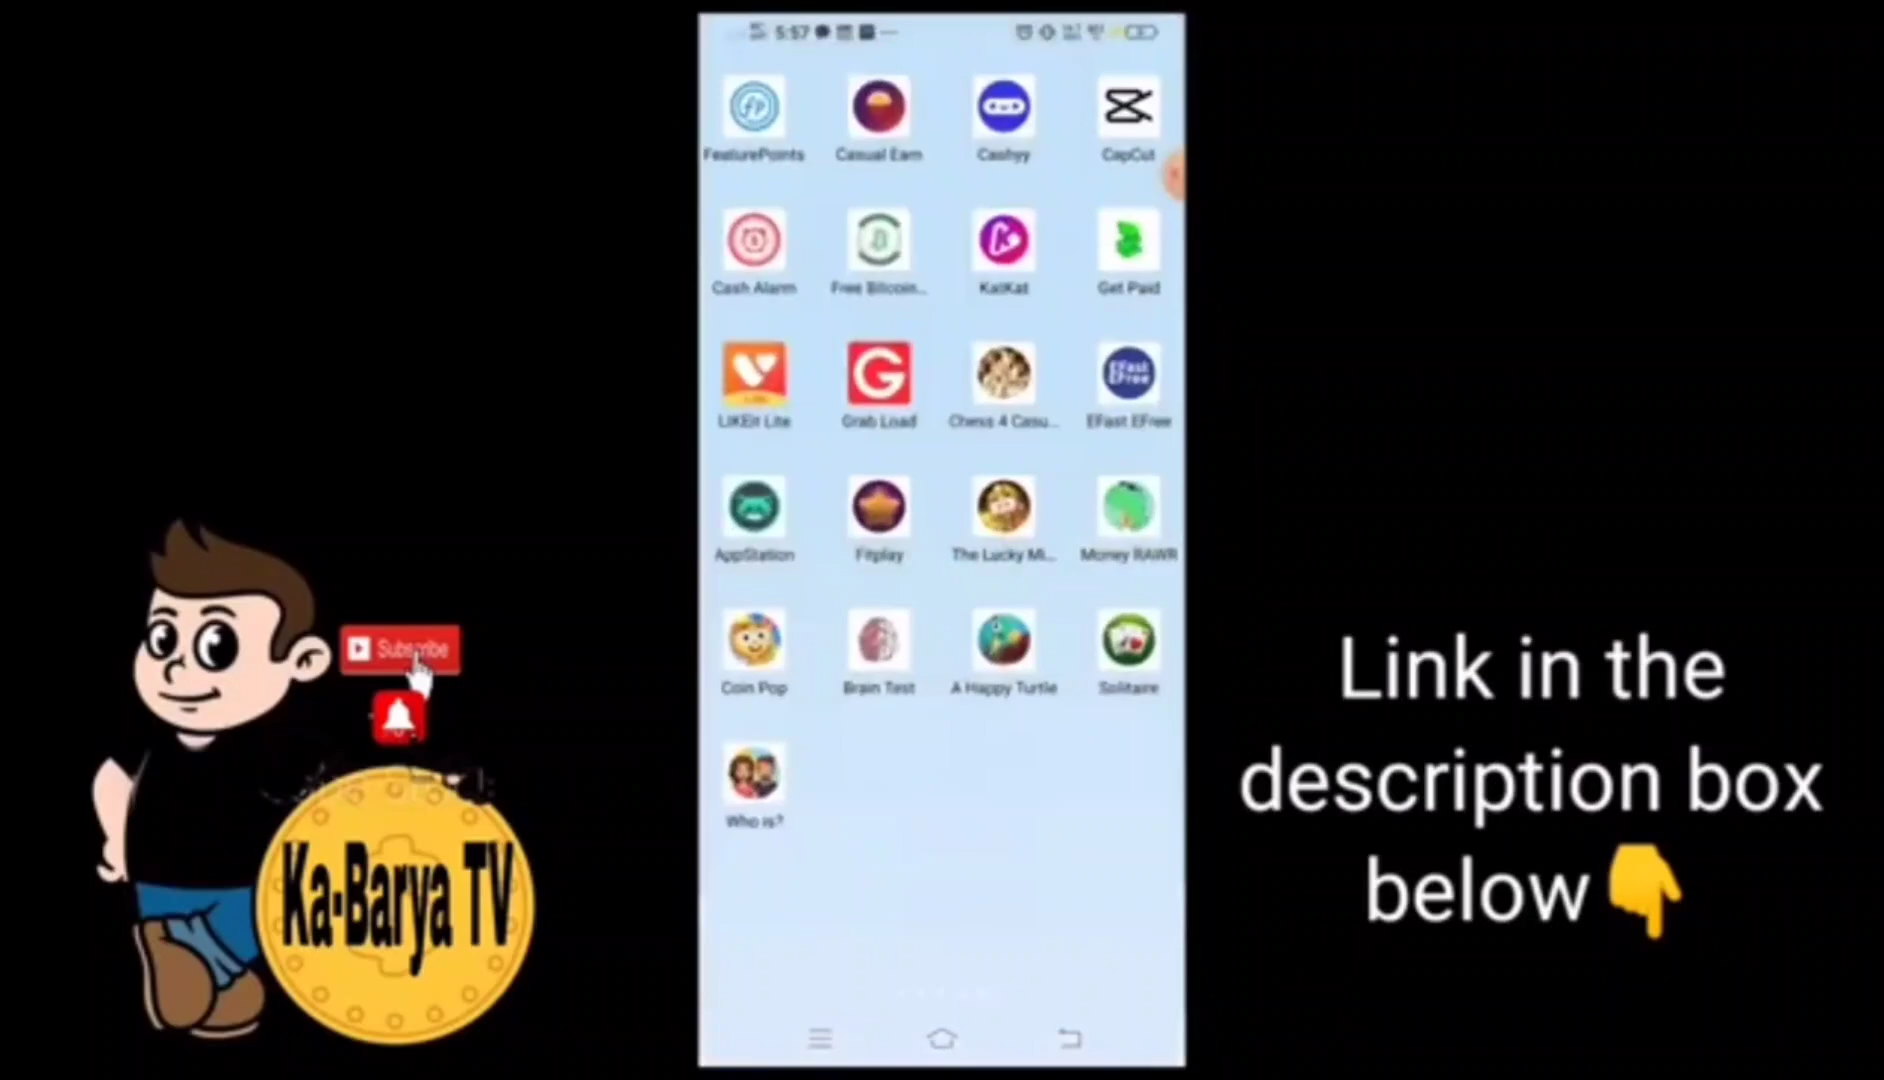 5:57
FeaturePoints Casual Earn Cashyy CapCut
Cash Alarm Free Bitcoin... KatKat Get Paid
LIKEit Lite Grab Load Chess 4 Casu... EFast EFree
AppStation Fitplay The Lucky Mi... Money RAWR
Coin Pop Brain Test A Happy Turtle Solitaire
Who is?
Subscribe
Ka-Barya TV
Link in the
description box
below👇